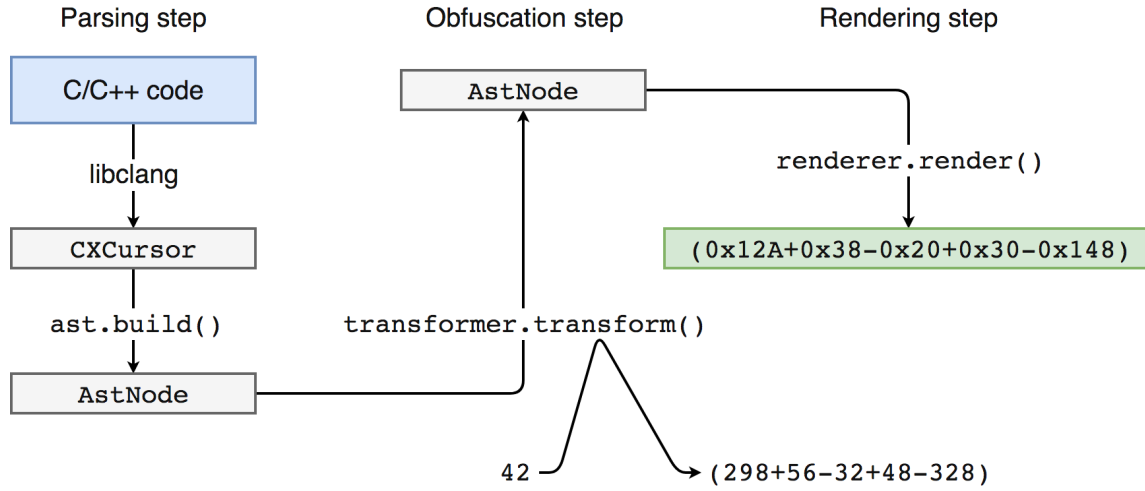 Parsing step
Obfuscation step
Rendering step
C/C++ code
libclang
CXCursor
ast.build()
AstNode
transformer.transform()
42
(298+56-32+48-328)
AstNode
renderer.render()
(0x12A+0x38-0x20+0x30-0x148)